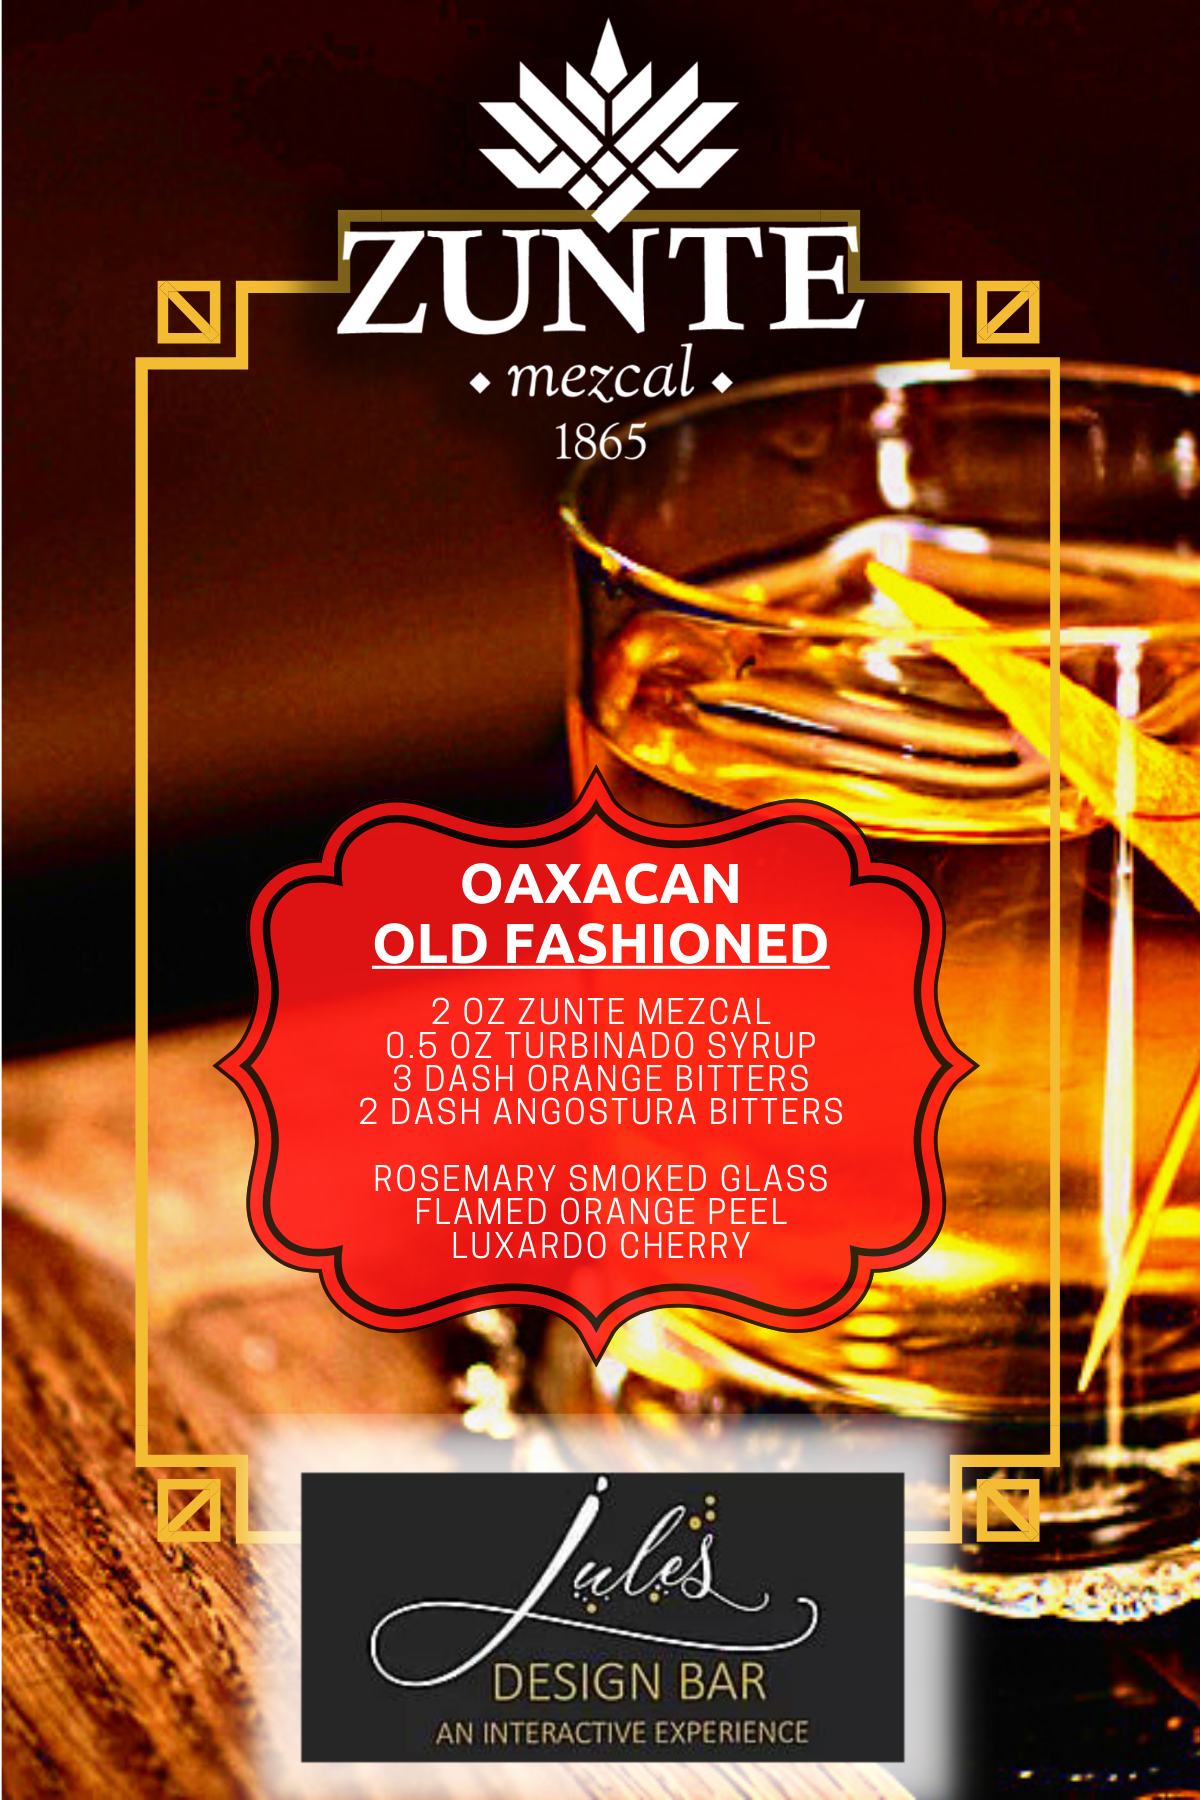 ZUNTE
mezcal
1865
OAXACAN
OLD FASHIONED
2 OZ ZUNTE MEZCAL
0.5 OZ TURBINADO SYRUP
3 DASH ORANGE BITTERS
2 DASH ANGOSTURA BITTERS
ROSEMARY SMOKED GLASS
FLAMED ORANGE PEEL
LUXARDO CHERRY
Jules
DESIGN BAR
AN INTERACTIVE EXPERIENCE